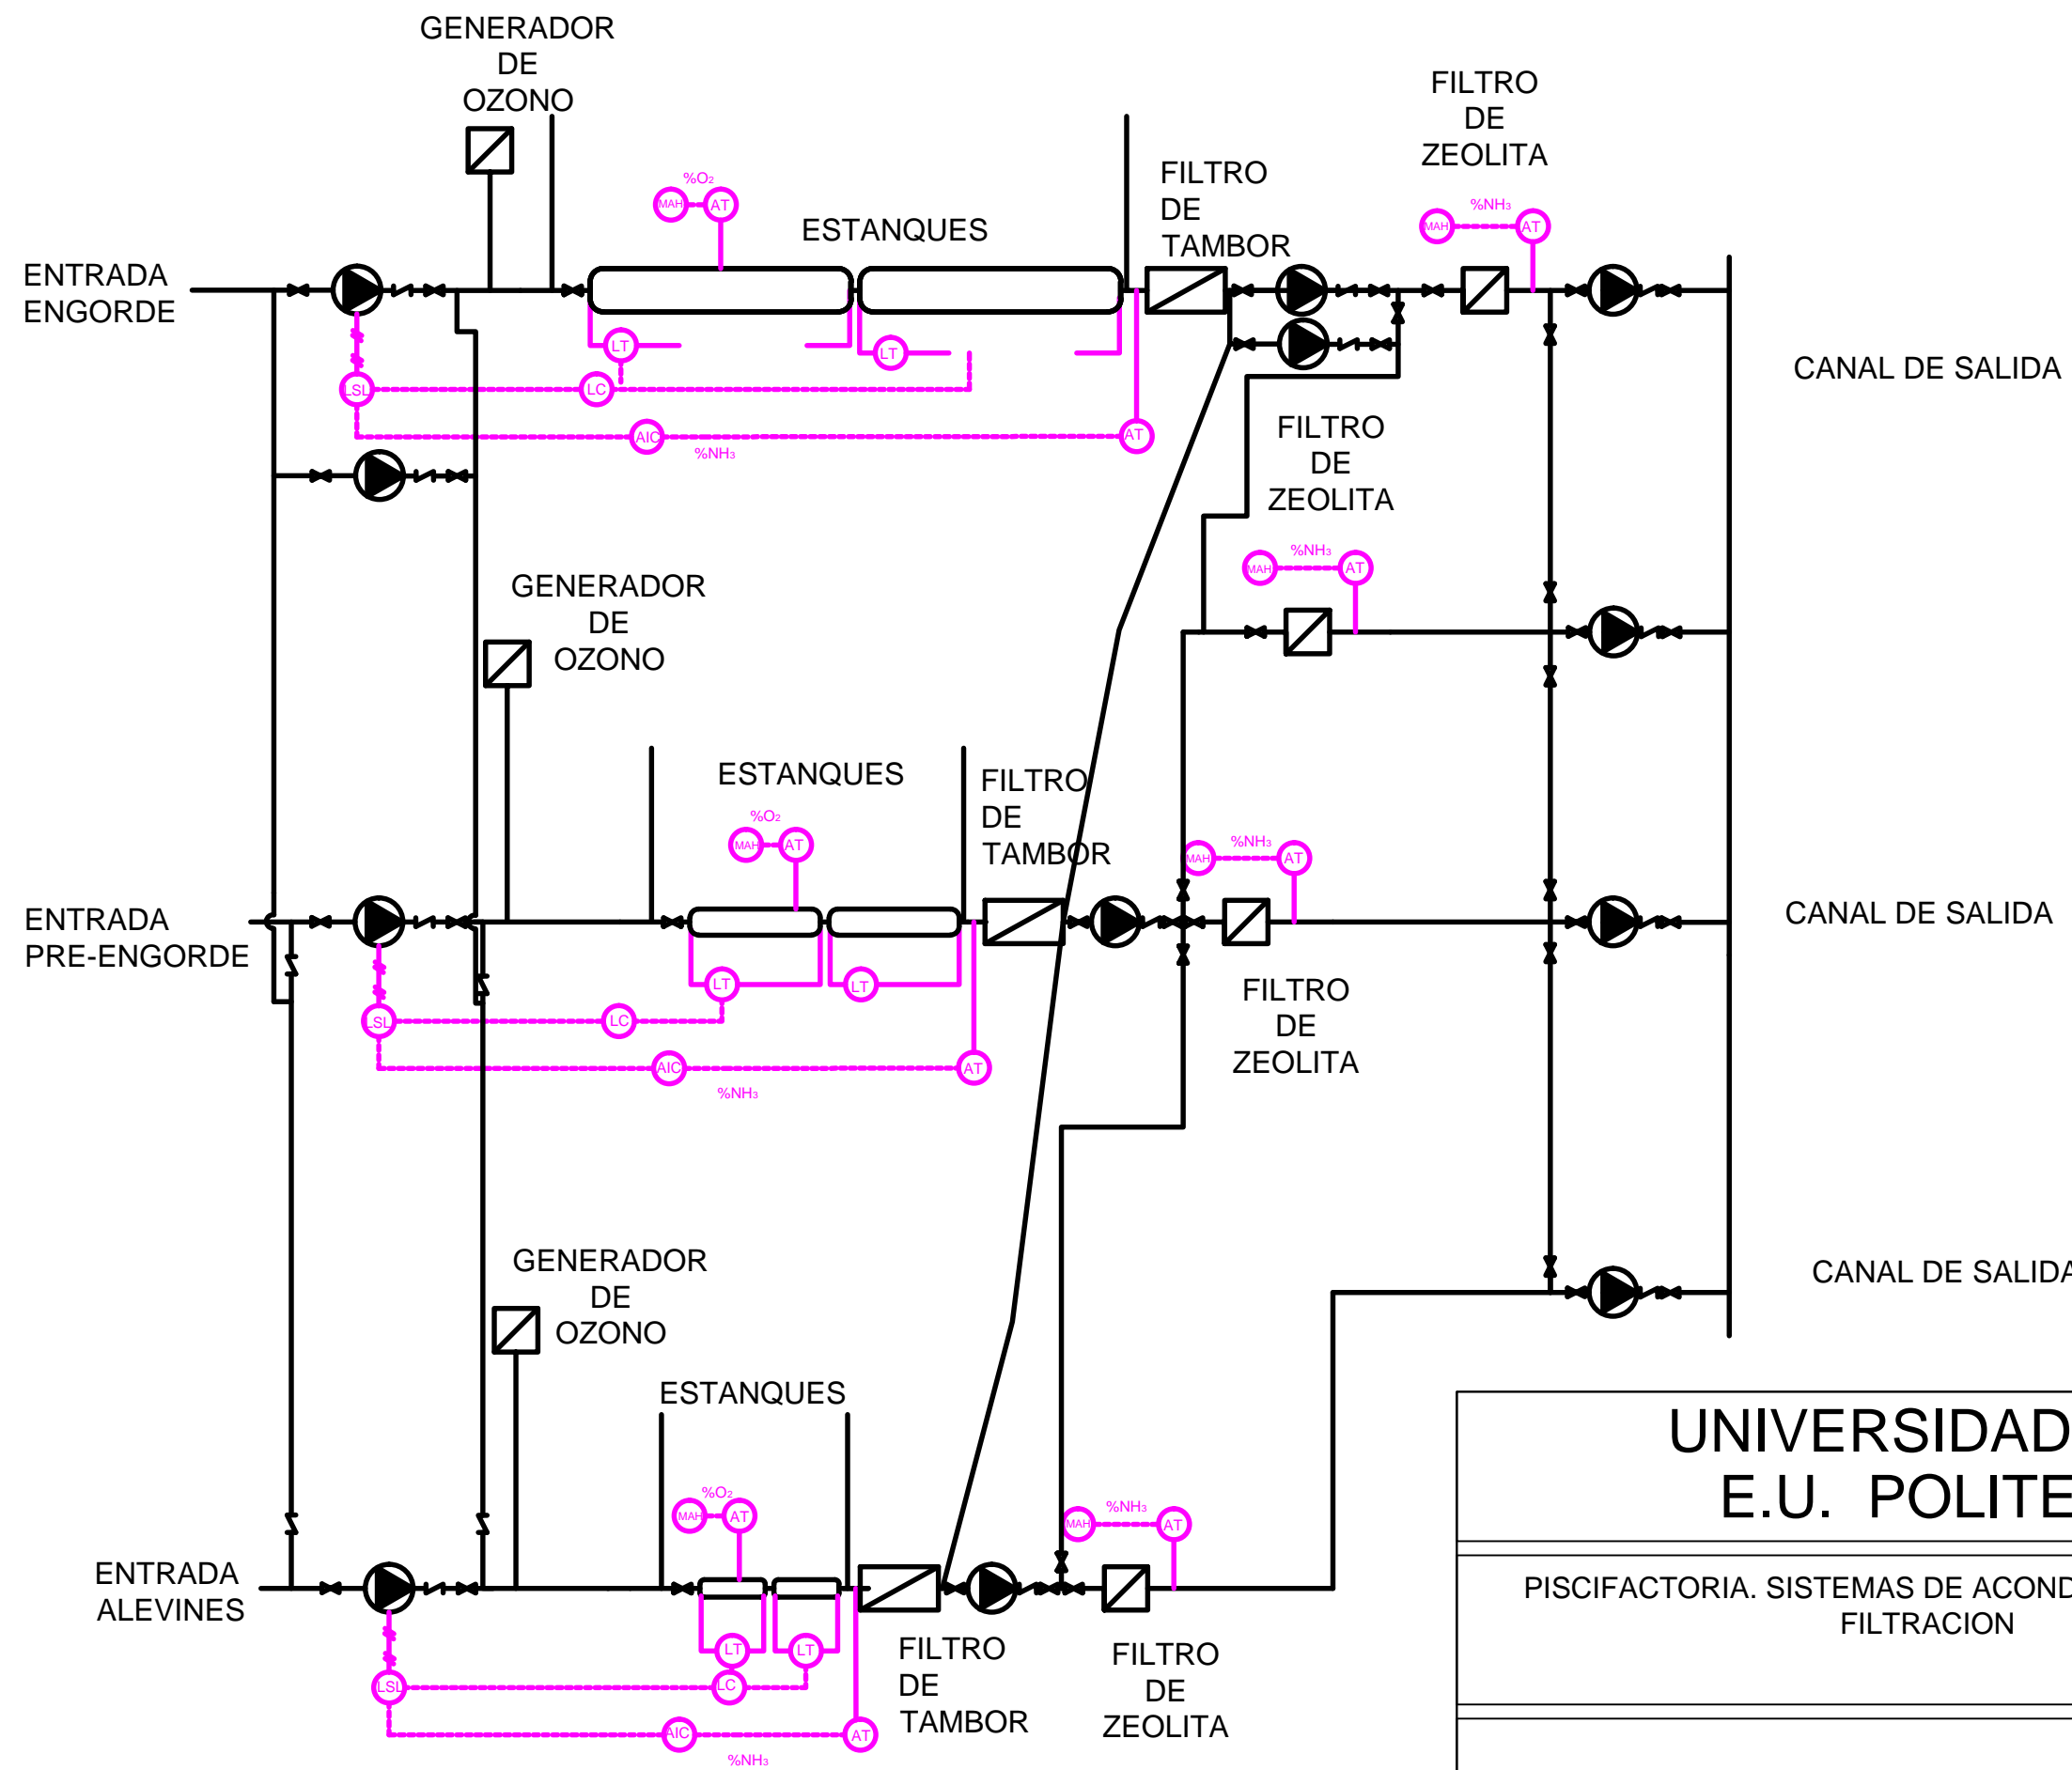 GENERADOR
DE
OZONO
FILTRO
DE
ZEOLITA
%O2
MAH
AT
ESTANQUES
FILTRO
DE
TAMBOR
%NH3
MAH
AT
ENTRADA
ENGORDE
LT
LT
CANAL DE SALIDA
LSL
LC
AIC
AT
%NH3
FILTRO
DE
ZEOLITA
%NH3
MAH
AT
GENERADOR
DE
OZONO
ESTANQUES
FILTRO
DE
TAMBOR
%O2
MAH
AT
%NH3
MAH
AT
ENTRADA
PRE-ENGORDE
CANAL DE SALIDA
LT
LT
LSL
LC
FILTRO
DE
ZEOLITA
AIC
AT
%NH3
GENERADOR
DE
OZONO
CANAL DE SALIDA
ESTANQUES
%O2
MAH
AT
%NH3
MAH
AT
ENTRADA
ALEVINES
LT
LT
LSL
LC
FILTRO
DE
TAMBOR
FILTRO
DE
ZEOLITA
AIC
AT
%NH3
UNIVERSIDAD
E.U. POLITE
PISCIFACTORIA. SISTEMAS DE ACOND
FILTRACION